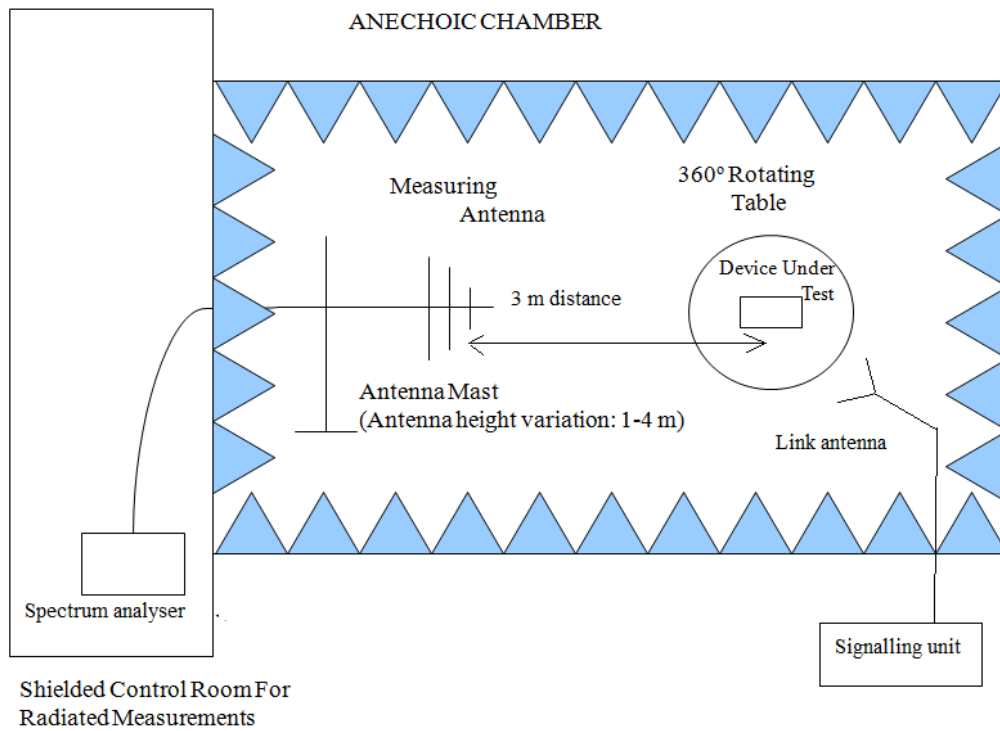 ANECHOIC CHAMBER
360º Rotating
Table
Measuring
Antenna
Device Under
Test
3 m distance
Antenna Mast
(Antenna height variation: 1-4 m)
Link antenna
Spectrum analyser
Signalling unit
Shielded Control Room For
Radiated Measurements